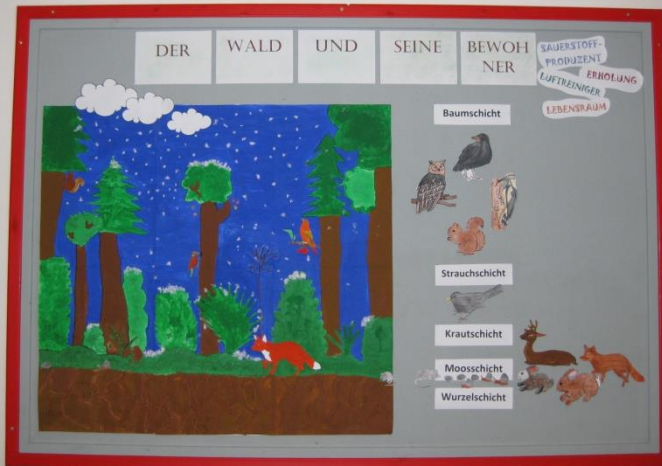 DER WALD UND SEINE BEWOH
NER
SAUERSTOFF-
PRODUZENT
ERHOLUNG
LUFTREINIGER
LEBENSRAUM
Baumschicht
Strauchschicht
Krautschicht
Moosschicht
Wurzelschicht